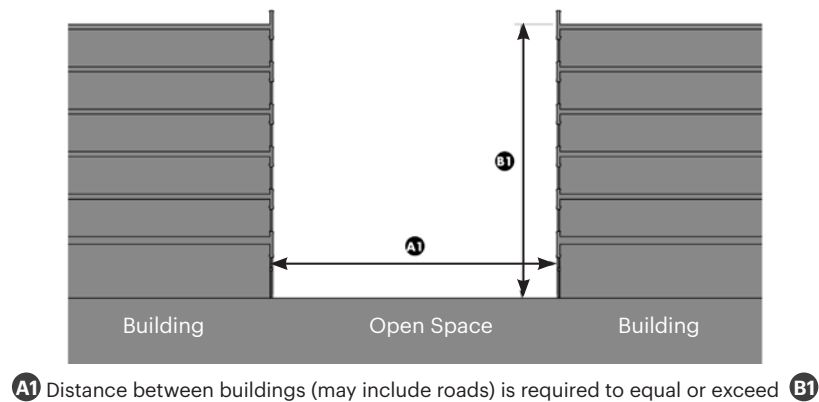 B1
A1
Building Open Space Building
A1 Distance between buildings (may include roads) is required to equal or exceed B1